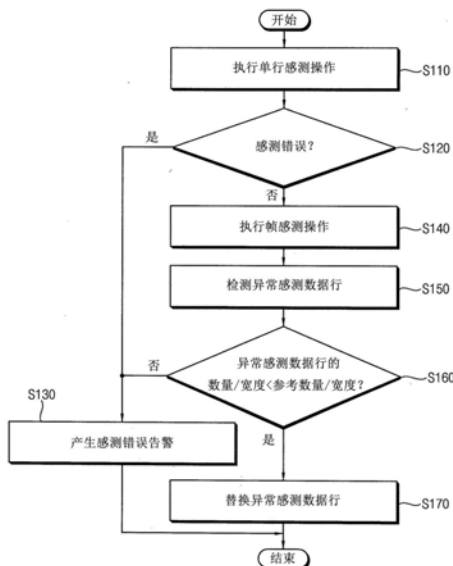 开始
执行单行感测操作
S110
是
感测错误?
S120
否
执行帧感测操作
S140
检测异常感测数据行
S150
否
异常感测数据行的
数量/宽度<参考数量/宽度?
S160
S130
产生感测错误告警
是
替换异常感测数据行
S170
结束